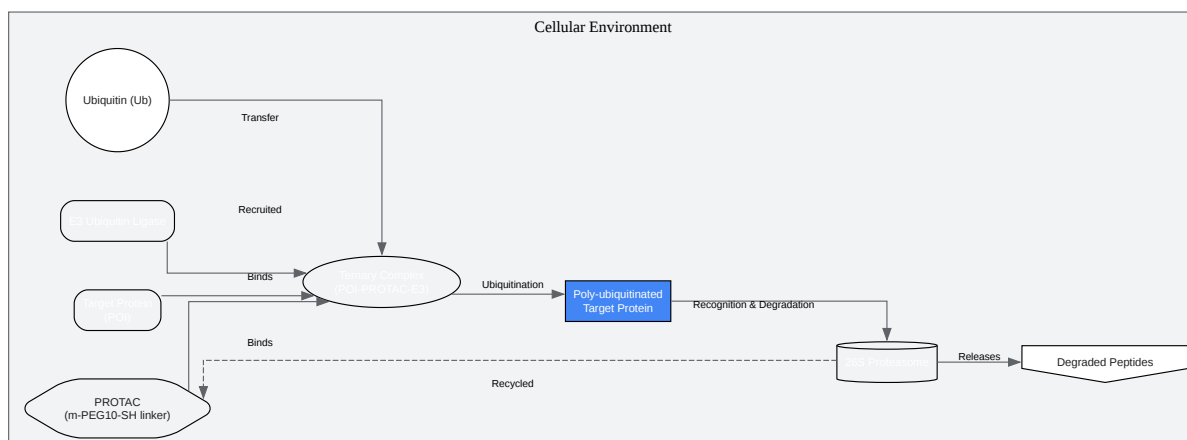 Cellular Environment
Ubiquitin (Ub)
Transfer
Recruited
E3 Ubiquitin Ligase
Binds
Target Protein
(POI)
Ternary Complex
(POI-PROTAC-E3)
Ubiquitination
Poly-ubiquitinated
Target Protein
Recognition & Degradation
Binds
26S Proteasome
Releases
Degraded Peptides
Recycled
PROTAC
(m-PEG10-SH linker)